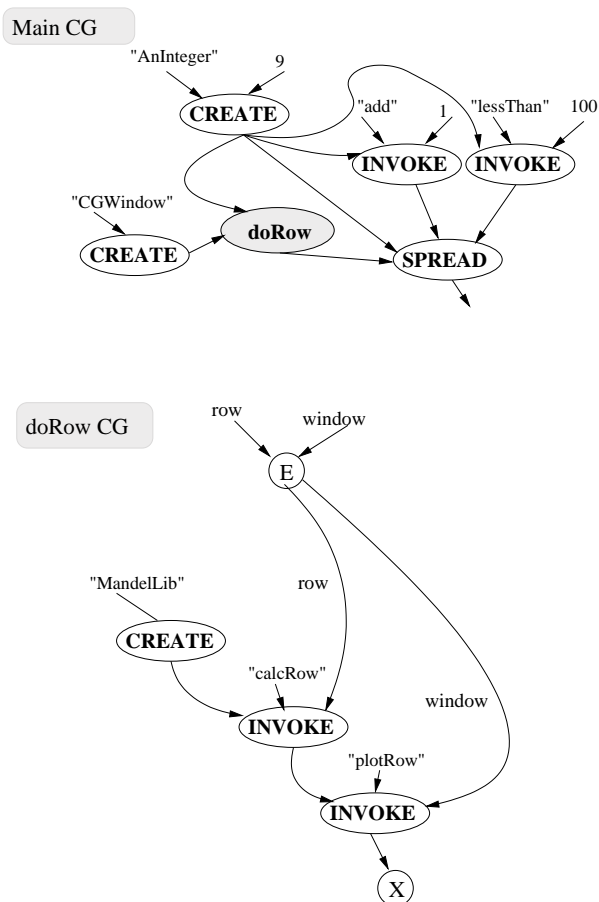 Main CG
"AnInteger"
9
CREATE
"add"
1
"lessThan"
100
INVOKE
INVOKE
"CGWindow"
CREATE
doRow
SPREAD
doRow CG
row
window
E
"MandelLib"
row
CREATE
"calcRow"
window
INVOKE
"plotRow"
INVOKE
X